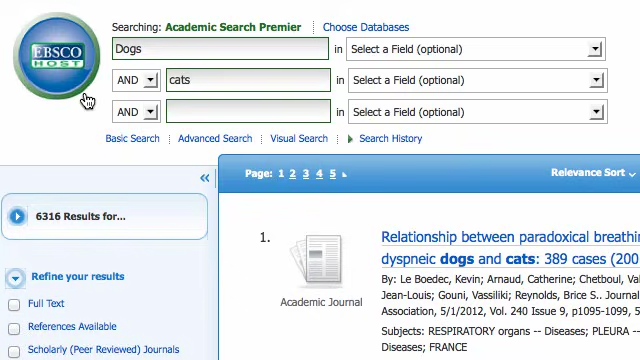 EBSCO
HOST
Searching: Academic Search Premier Choose Databases
Dogs in Select a Field (optional)
AND cats in Select a Field (optional)
AND in Select a Field (optional)
Basic Search Advanced Search Visual Search Search History
«
Page: 1 2 3 4 5 Relevance Sort
6316 Results for...
Refine your results
Full Text
References Available
Scholarly (Peer Reviewed) Journals
1.
Academic Journal
Relationship between paradoxical breathin
dyspneic dogs and cats: 389 cases (200
By: Le Boedec, Kevin; Arnaud, Catherine; Chetboul, Val
Jean-Louis; Gouni, Vassiliki; Reynolds, Brice S.. Journal
Association, 5/1/2012, Vol. 240 Issue 9, p1095-1099, 5
Subjects: RESPIRATORY organs -- Diseases; PLEURA --
Diseases; FRANCE